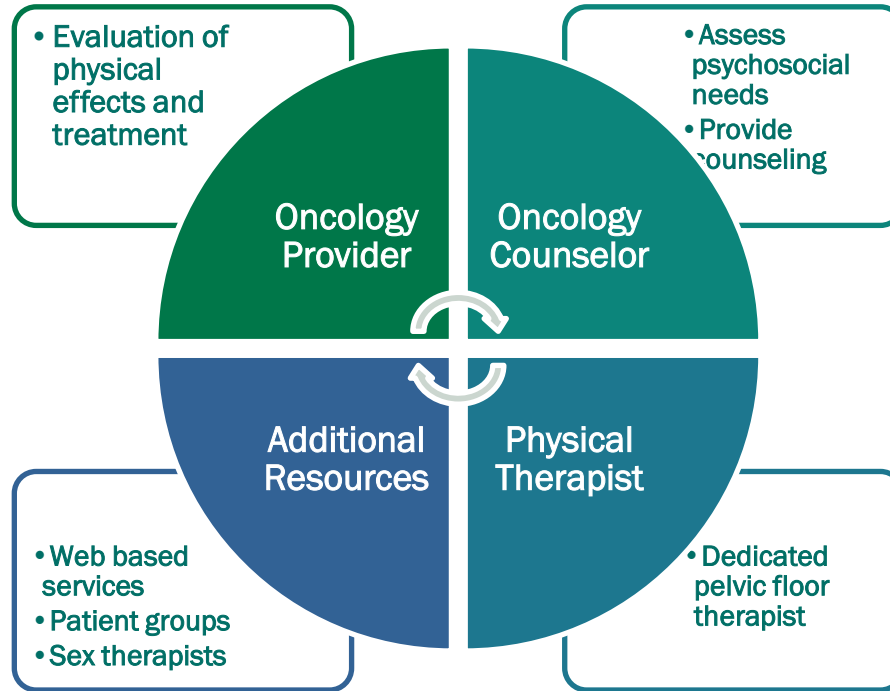 • Evaluation of
physical
effects and
treatment
• Assess
psychosocial
needs
• Provide
counseling
Oncology
Provider
Oncology
Counselor
Additional
Resources
Physical
Therapist
• Web based
services
• Patient groups
• Sex therapists
• Dedicated
pelvic floor
therapist